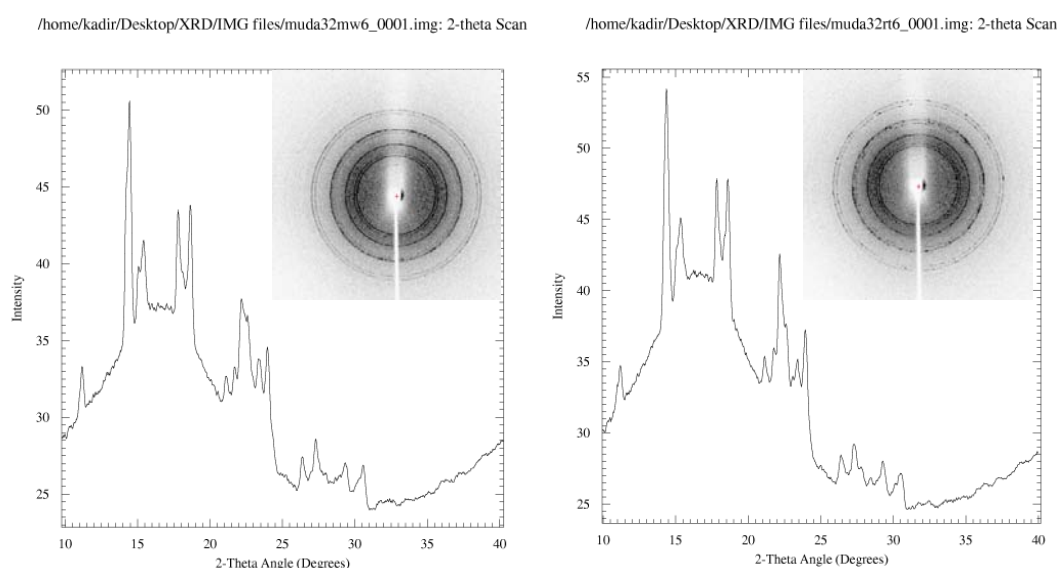 /home/kadir/Desktop/XRD/IMG files/muda32mw6_0001.img: 2-theta Scan
50
45
40
35
30
25
Intensity
10 15 20 25 30 35 40
2-Theta Angle (Degrees)
/home/kadir/Desktop/XRD/IMG files/muda32rt6_0001.img: 2-theta Scan
55
50
45
40
35
30
25
Intensity
10 15 20 25 30 35 40
2-Theta Angle (Degrees)